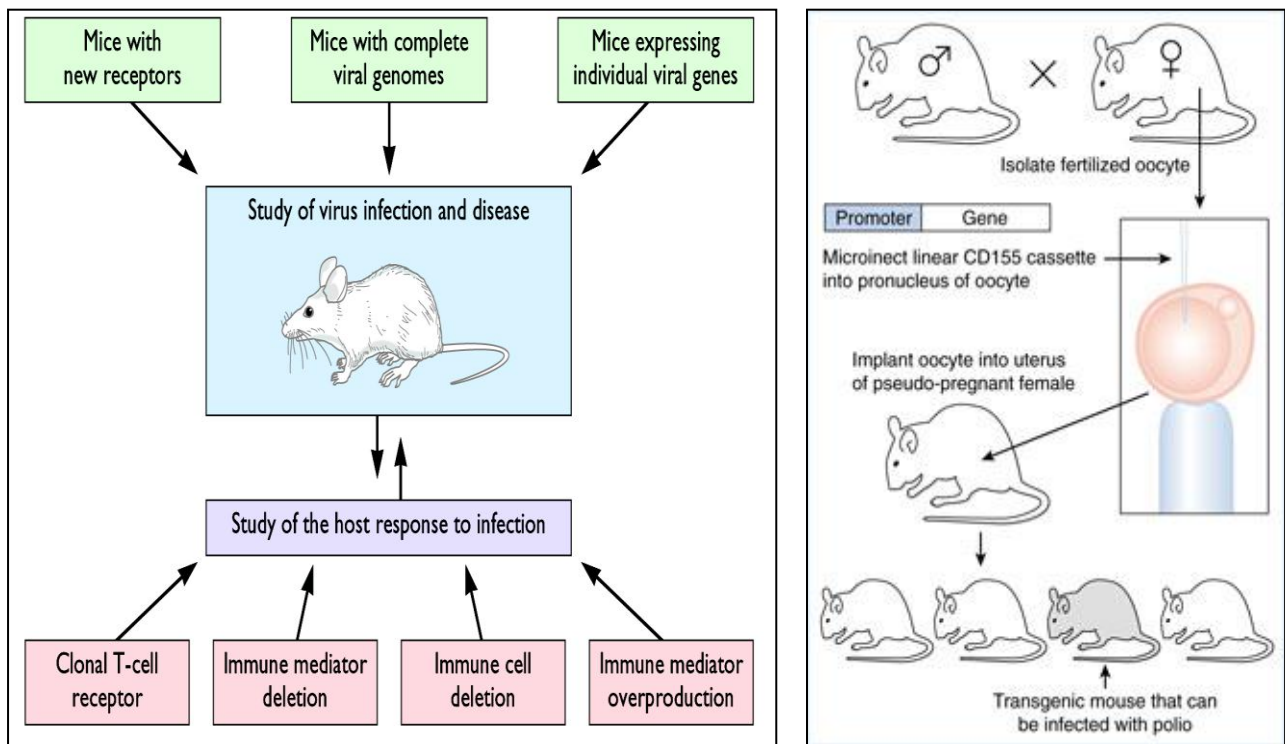 Mice with
new receptors
Mice with complete
viral genomes
Mice expressing
individual viral genes
Study of virus infection and disease
Study of the host response to infection
Clonal T-cell
receptor
Immune mediator
deletion
Immune cell
deletion
Immune mediator
overproduction
♂ × ♀
Isolate fertilized oocyte
Promoter Gene
Microinect linear CD155 cassette
into pronucleus of oocyte
Implant oocyte into uterus
of pseudo-pregnant female
Transgenic mouse that can
be infected with polio